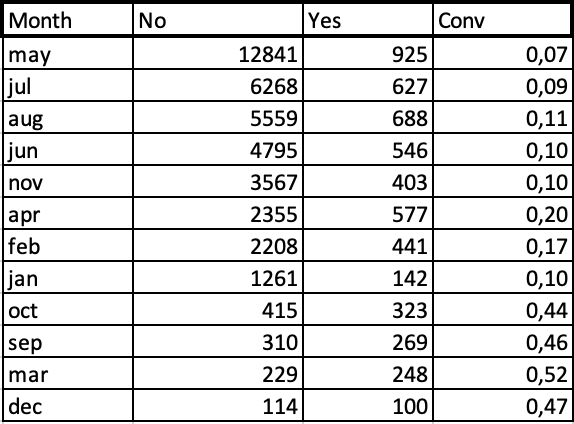 Month No Yes Conv
may 12841 925 0,07
jul 6268 627 0,09
aug 5559 688 0,11
jun 4795 546 0,10
nov 3567 403 0,10
apr 2355 577 0,20
feb 2208 441 0,17
jan 1261 142 0,10
oct 415 323 0,44
sep 310 269 0,46
mar 229 248 0,52
dec 114 100 0,47